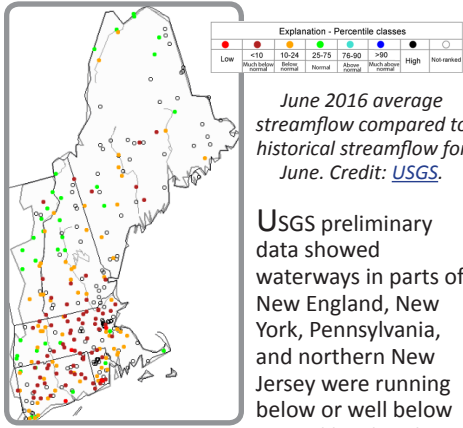 Explanation - Percentile classes
<10 10-24 25-75 76-90 >90
Low Much below normal Below normal Normal Above normal Much above normal High Not-ranked
June 2016 average
streamflow compared to
historical streamflow for
June. Credit: USGS.
USGS preliminary
data showed
waterways in parts of
New England, New
York, Pennsylvania,
and northern New
Jersey were running
below or well below